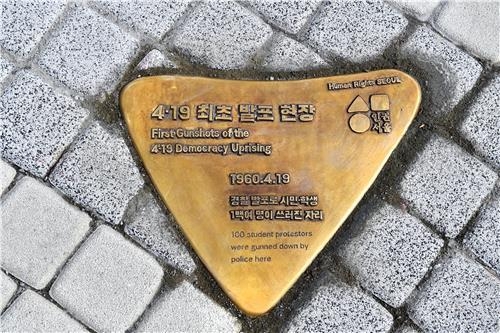 Human Rights SEOUL
인권
서울
4·19 최초 발포 현장
First Gunshots of the
4·19 Democracy Uprising
1960.4.19
경찰 발포로 시민·학생
1백여 명이 쓰러진 자리
100 student protestors
were gunned down by
police here